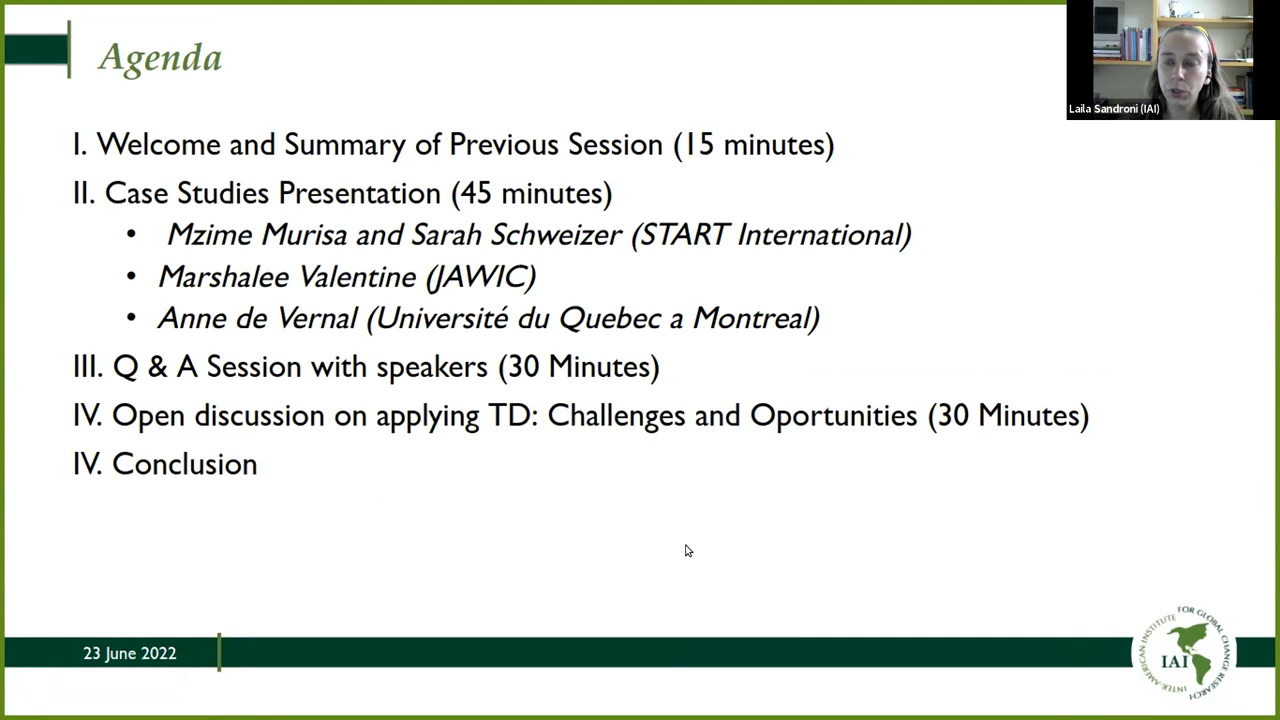 Agenda
Laila Sandroni (IAI)
I. Welcome and Summary of Previous Session (15 minutes)
II. Case Studies Presentation (45 minutes)
• Mzime Murisa and Sarah Schweizer (START International)
• Marshalee Valentine (JAWIC)
• Anne de Vernal (Université du Quebec a Montreal)
III. Q & A Session with speakers (30 Minutes)
IV. Open discussion on applying TD: Challenges and Oportunities (30 Minutes)
IV. Conclusion
23 June 2022
INTER-AMERICAN INSTITUTE FOR GLOBAL CHANGE RESEARCH
IAI